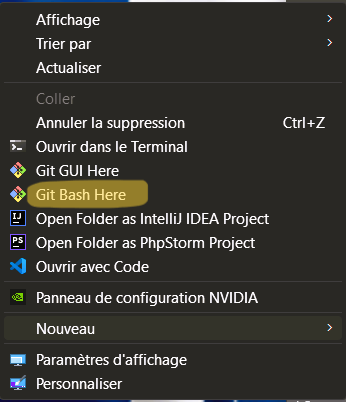 Affichage
Trier par
Actualiser
Coller
Annuler la suppression Ctrl+Z
Ouvrir dans le Terminal
Git GUI Here
Git Bash Here
Open Folder as IntelliJ IDEA Project
Open Folder as PhpStorm Project
Ouvrir avec Code
Panneau de configuration NVIDIA
Nouveau
Paramètres d'affichage
Personnaliser